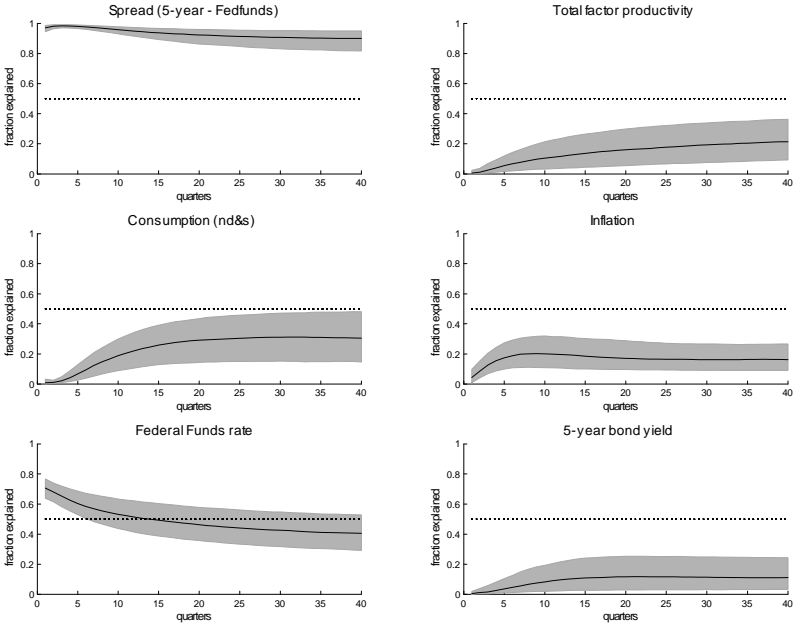 Spread (5-year - Fedfunds)
1
0.8
0.6
0.4
0.2
0
fraction explained
0 5 10 15 20 25 30 35 40
quarters
Total factor productivity
1
0.8
0.6
0.4
0.2
0
fraction explained
0 5 10 15 20 25 30 35 40
quarters
Consumption (nd&s)
1
0.8
0.6
0.4
0.2
0
fraction explained
0 5 10 15 20 25 30 35 40
quarters
Inflation
1
0.8
0.6
0.4
0.2
0
fraction explained
0 5 10 15 20 25 30 35 40
quarters
Federal Funds rate
1
0.8
0.6
0.4
0.2
0
fraction explained
0 5 10 15 20 25 30 35 40
quarters
5-year bond yield
1
0.8
0.6
0.4
0.2
0
fraction explained
0 5 10 15 20 25 30 35 40
quarters